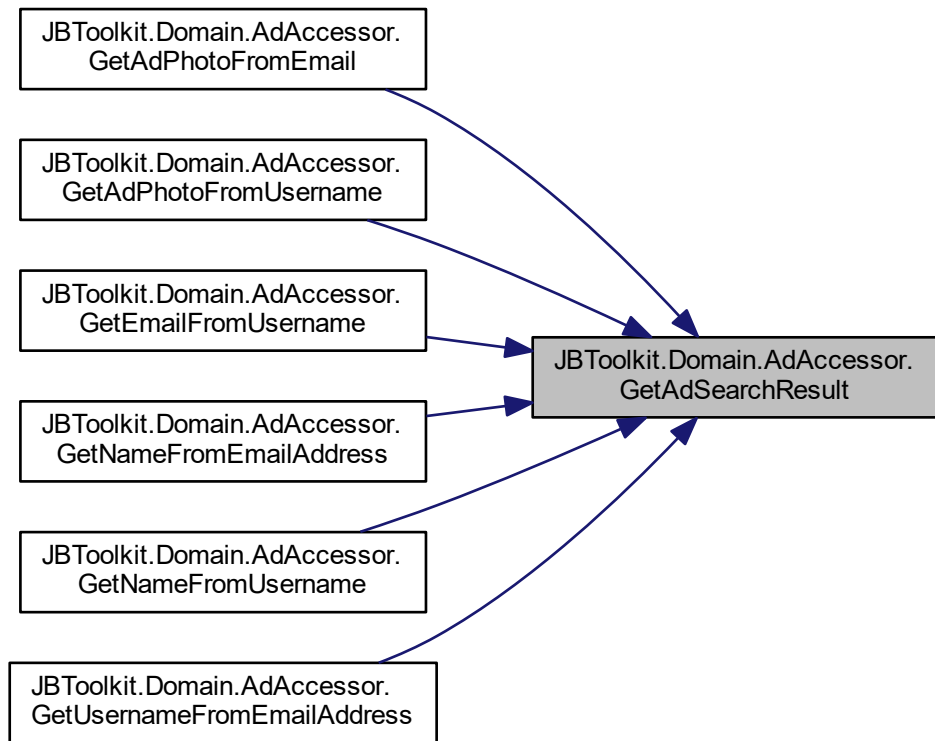 JBToolkit.Domain.AdAccessor.
GetAdPhotoFromEmail
JBToolkit.Domain.AdAccessor.
GetAdPhotoFromUsername
JBToolkit.Domain.AdAccessor.
GetEmailFromUsername
JBToolkit.Domain.AdAccessor.
GetAdSearchResult
JBToolkit.Domain.AdAccessor.
GetNameFromEmailAddress
JBToolkit.Domain.AdAccessor.
GetNameFromUsername
JBToolkit.Domain.AdAccessor.
GetUsernameFromEmailAddress